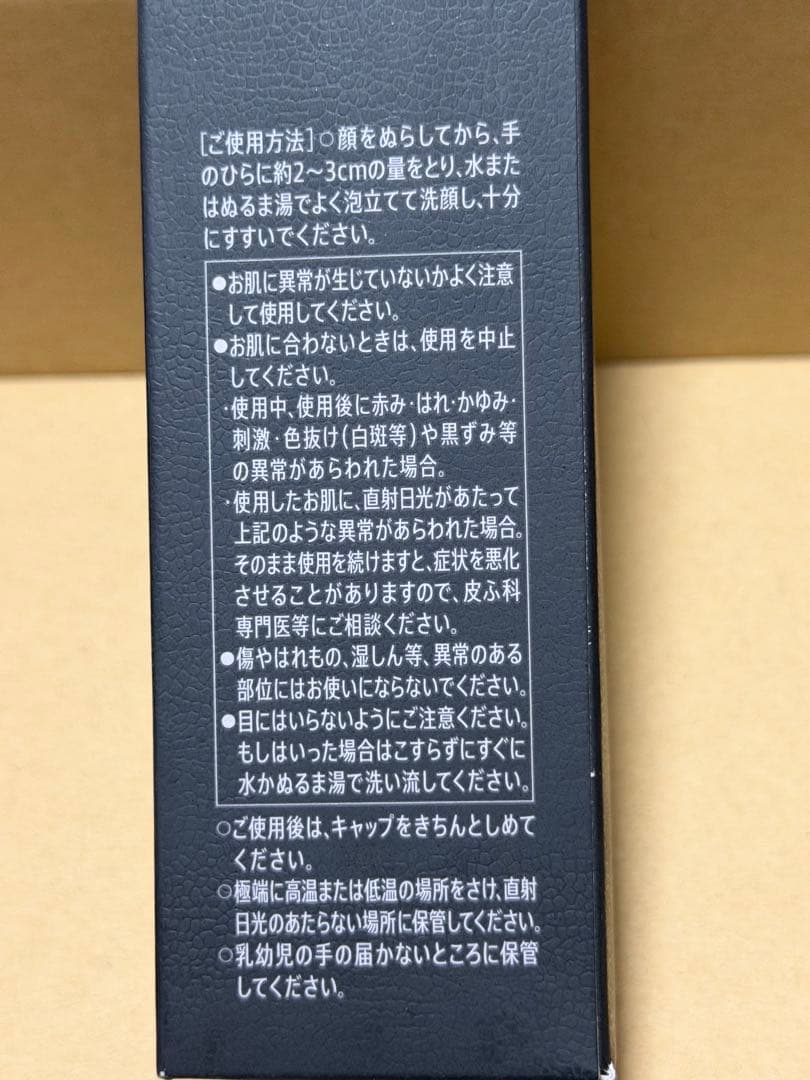 [ご使用方法]○顔をぬらしてから、手
のひらに約2〜3cmの量をとり、水また
はぬるま湯でよく泡立てて洗顔し、十分
にすすいでください。
●お肌に異常が生じていないかよく注意
して使用してください。
●お肌に合わないときは、使用を中止
してください。
・使用中、使用後に赤み・はれ・かゆみ・
刺激・色抜け(白斑等)や黒ずみ等
の異常があらわれた場合。
・使用したお肌に、直射日光があたって
上記のような異常があらわれた場合。
そのまま使用を続けますと、症状を悪化
させることがありますので、皮ふ科
専門医等にご相談ください。
●傷やはれもの、湿しん等、異常のある
部位にはお使いにならないでください。
●目にはいらないようにご注意ください。
もしはいった場合はこすらずにすぐに
水かぬるま湯で洗い流してください。
○ご使用後は、キャップをきちんとしめて
ください。
○極端に高温または低温の場所をさけ、直射
日光のあたらない場所に保管してください。
○乳幼児の手の届かないところに保管
してください。